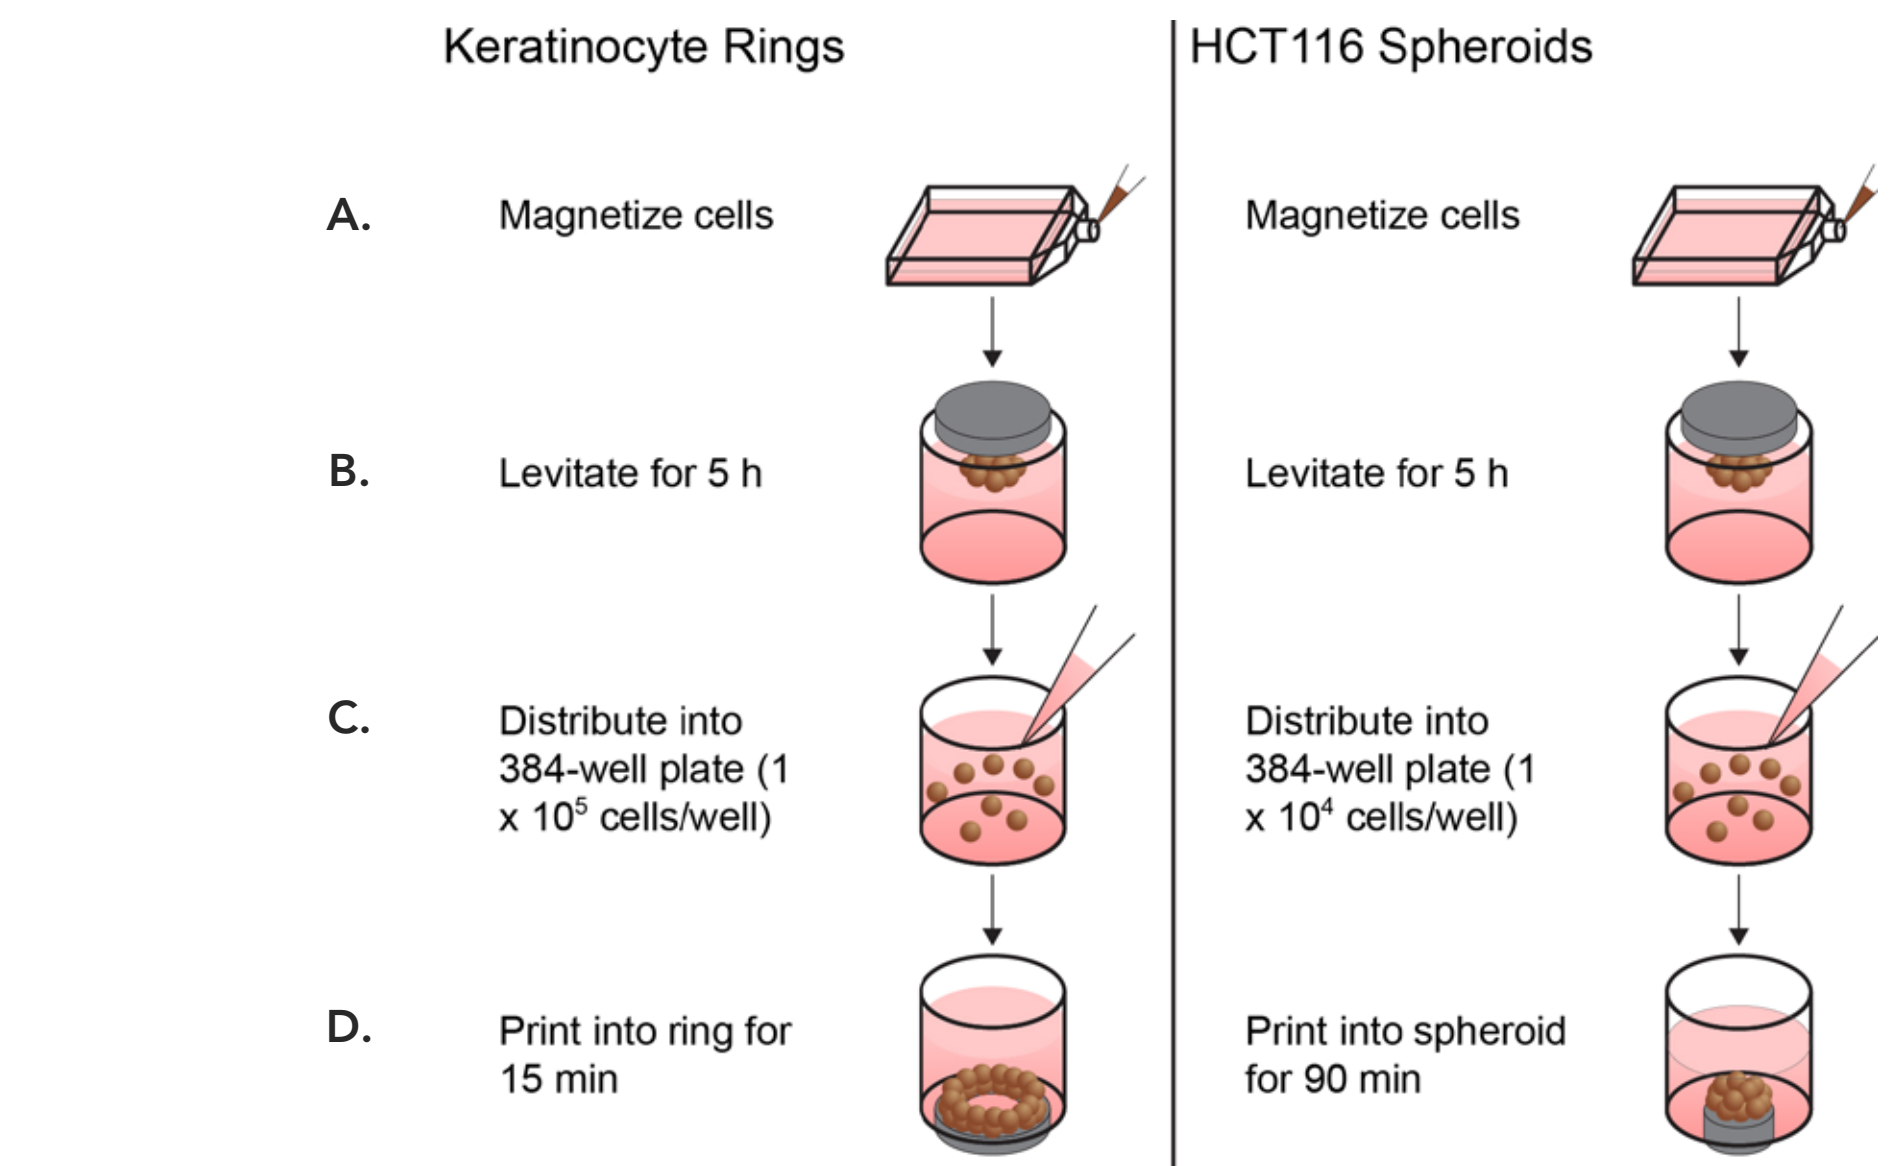 Keratinocyte Rings
HCT116 Spheroids
A.
Magnetize cells
Magnetize cells
B.
Levitate for 5 h
Levitate for 5 h
C.
Distribute into
384-well plate (1
x 10⁵ cells/well)
Distribute into
384-well plate (1
x 10⁴ cells/well)
D.
Print into ring for
15 min
Print into spheroid
for 90 min